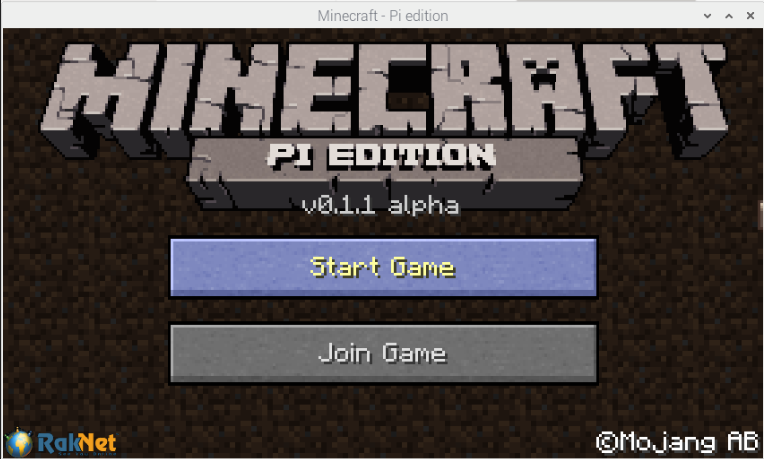 Minecraft - Pi edition
MINECRAFT
PI EDITION
v0.1.1 alpha
Start Game
Join Game
RakNet
©Mojang AB